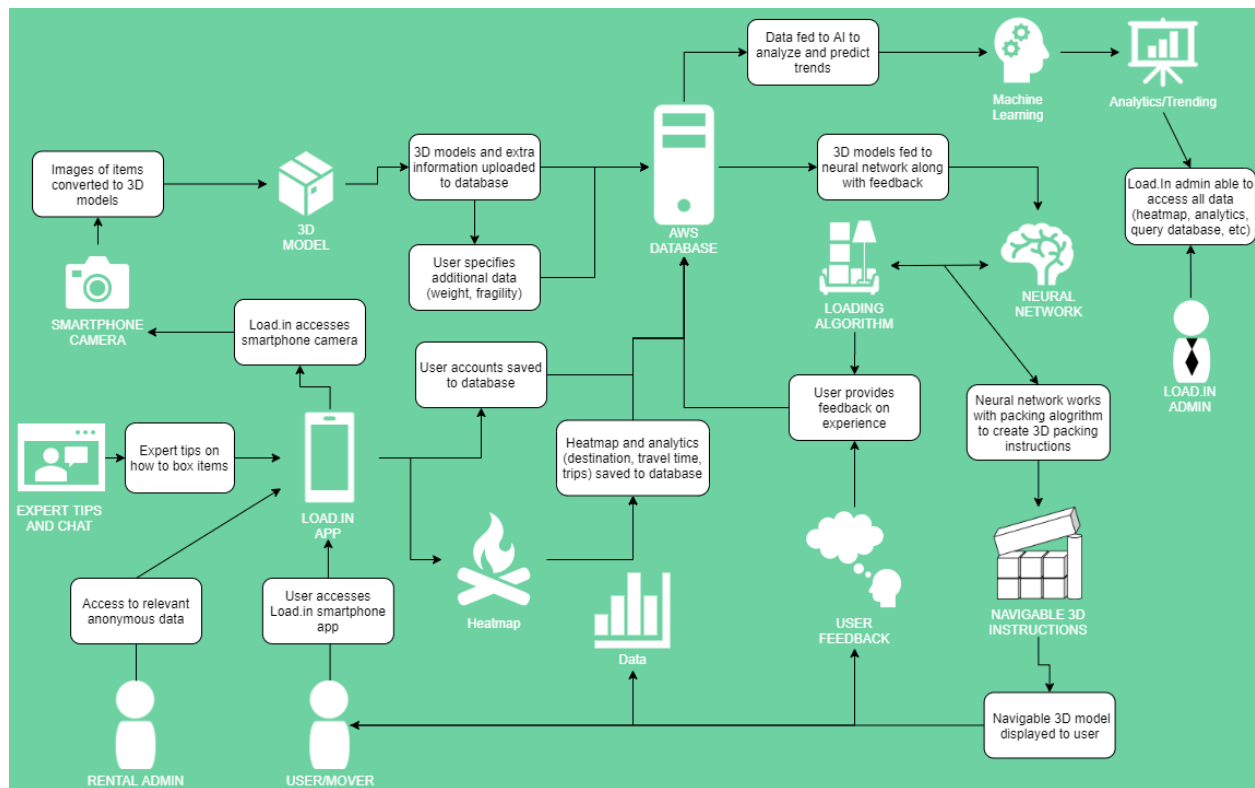 Data fed to AI to
analyze and predict
trends
Machine
Learning
Analytics/Trending
Images of items
converted to 3D
models
3D
MODEL
3D models and extra
information uploaded
to database
AWS
DATABASE
3D models fed to
neural network along
with feedback
Load.In admin able to
access all data
(heatmap, analytics,
query database, etc)
User specifies
additional data
(weight, fragility)
SMARTPHONE
CAMERA
Load.in accesses
smartphone camera
LOADING
ALGORITHM
NEURAL
NETWORK
User accounts saved
to database
User provides
feedback on
experience
Neural network works
with packing alogrithm
to create 3D packing
instructions
LOAD.IN
ADMIN
Expert tips on
how to box items
EXPERT TIPS
AND CHAT
LOAD.IN
APP
Heatmap and analytics
(destination, travel time,
trips) saved to database
Access to relevant
anonymous data
User accesses
Load.in smartphone
app
Heatmap
Data
USER
FEEDBACK
NAVIGABLE 3D
INSTRUCTIONS
Navigable 3D model
displayed to user
RENTAL ADMIN
USER/MOVER